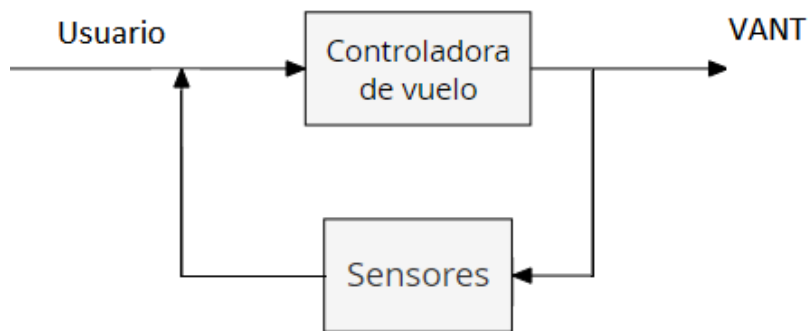 Usuario
VANT
Controladora
de vuelo
Sensores